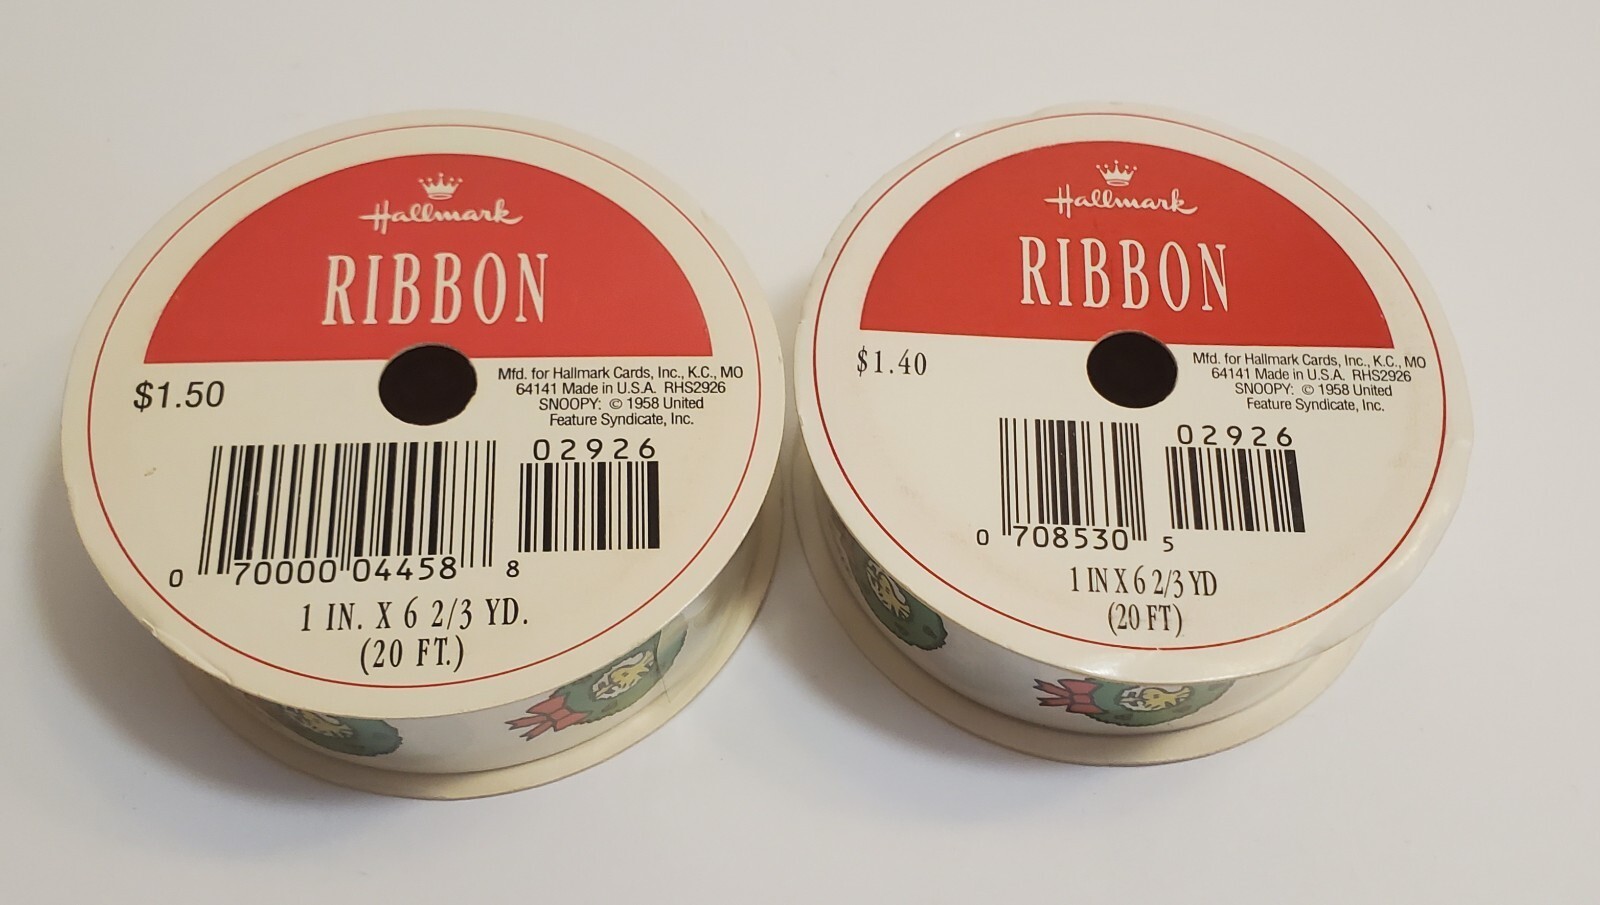 Hallmark
RIBBON
$1.50
Mfd. for Hallmark Cards, Inc., K.C., MO
64141 Made in U.S.A. RHS2926
SNOOPY: © 1958 United
Feature Syndicate, Inc.
02926
0 70000 04458 8
1 IN. X 6 2/3 YD.
(20 FT.)
Hallmark
RIBBON
$1.40
Mfd. for Hallmark Cards, Inc., K.C., MO
64141 Made in U.S.A. RHS2926
SNOOPY: © 1958 United
Feature Syndicate, Inc.
02926
0 708530 5
1 IN X 6 2/3 YD
(20 FT)